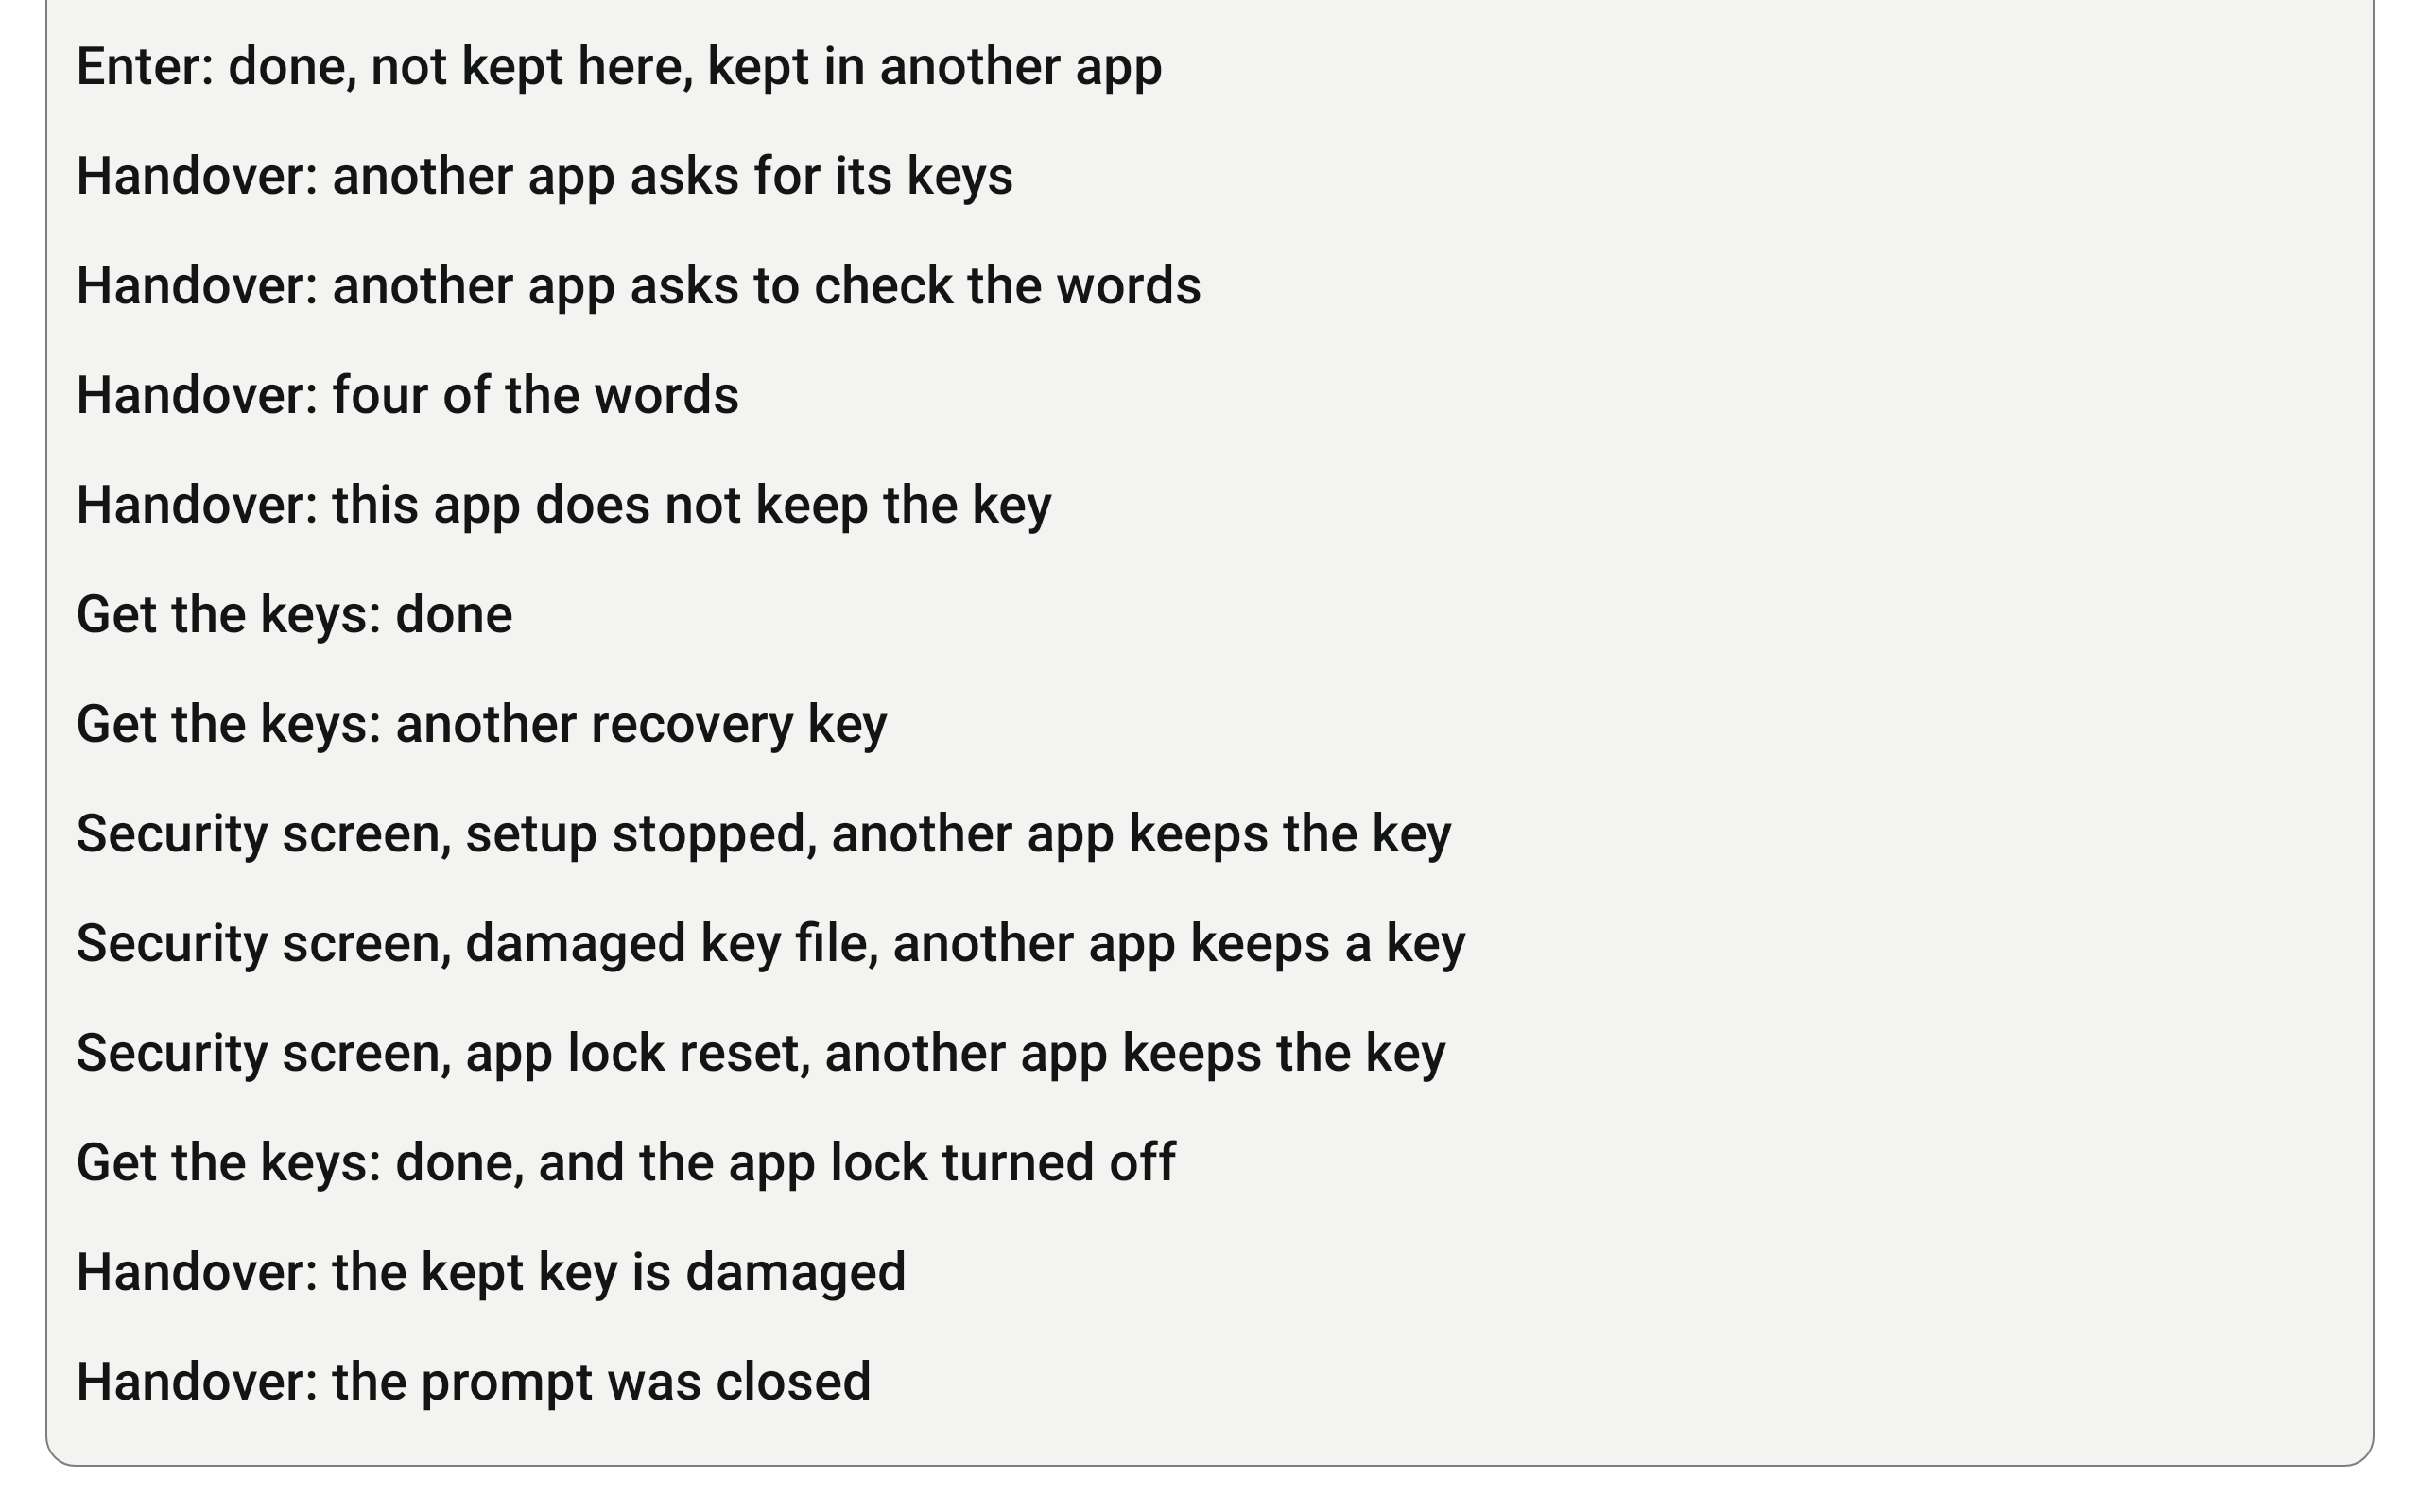 Enter: done, not kept here, kept in another app
Handover: another app asks for its keys
Handover: another app asks to check the words
Handover: four of the words
Handover: this app does not keep the key
Get the keys: done
Get the keys: another recovery key
Security screen, setup stopped, another app keeps the key
Security screen, damaged key file, another app keeps a key
Security screen, app lock reset, another app keeps the key
Get the keys: done, and the app lock turned off
Handover: the kept key is damaged
Handover: the prompt was closed